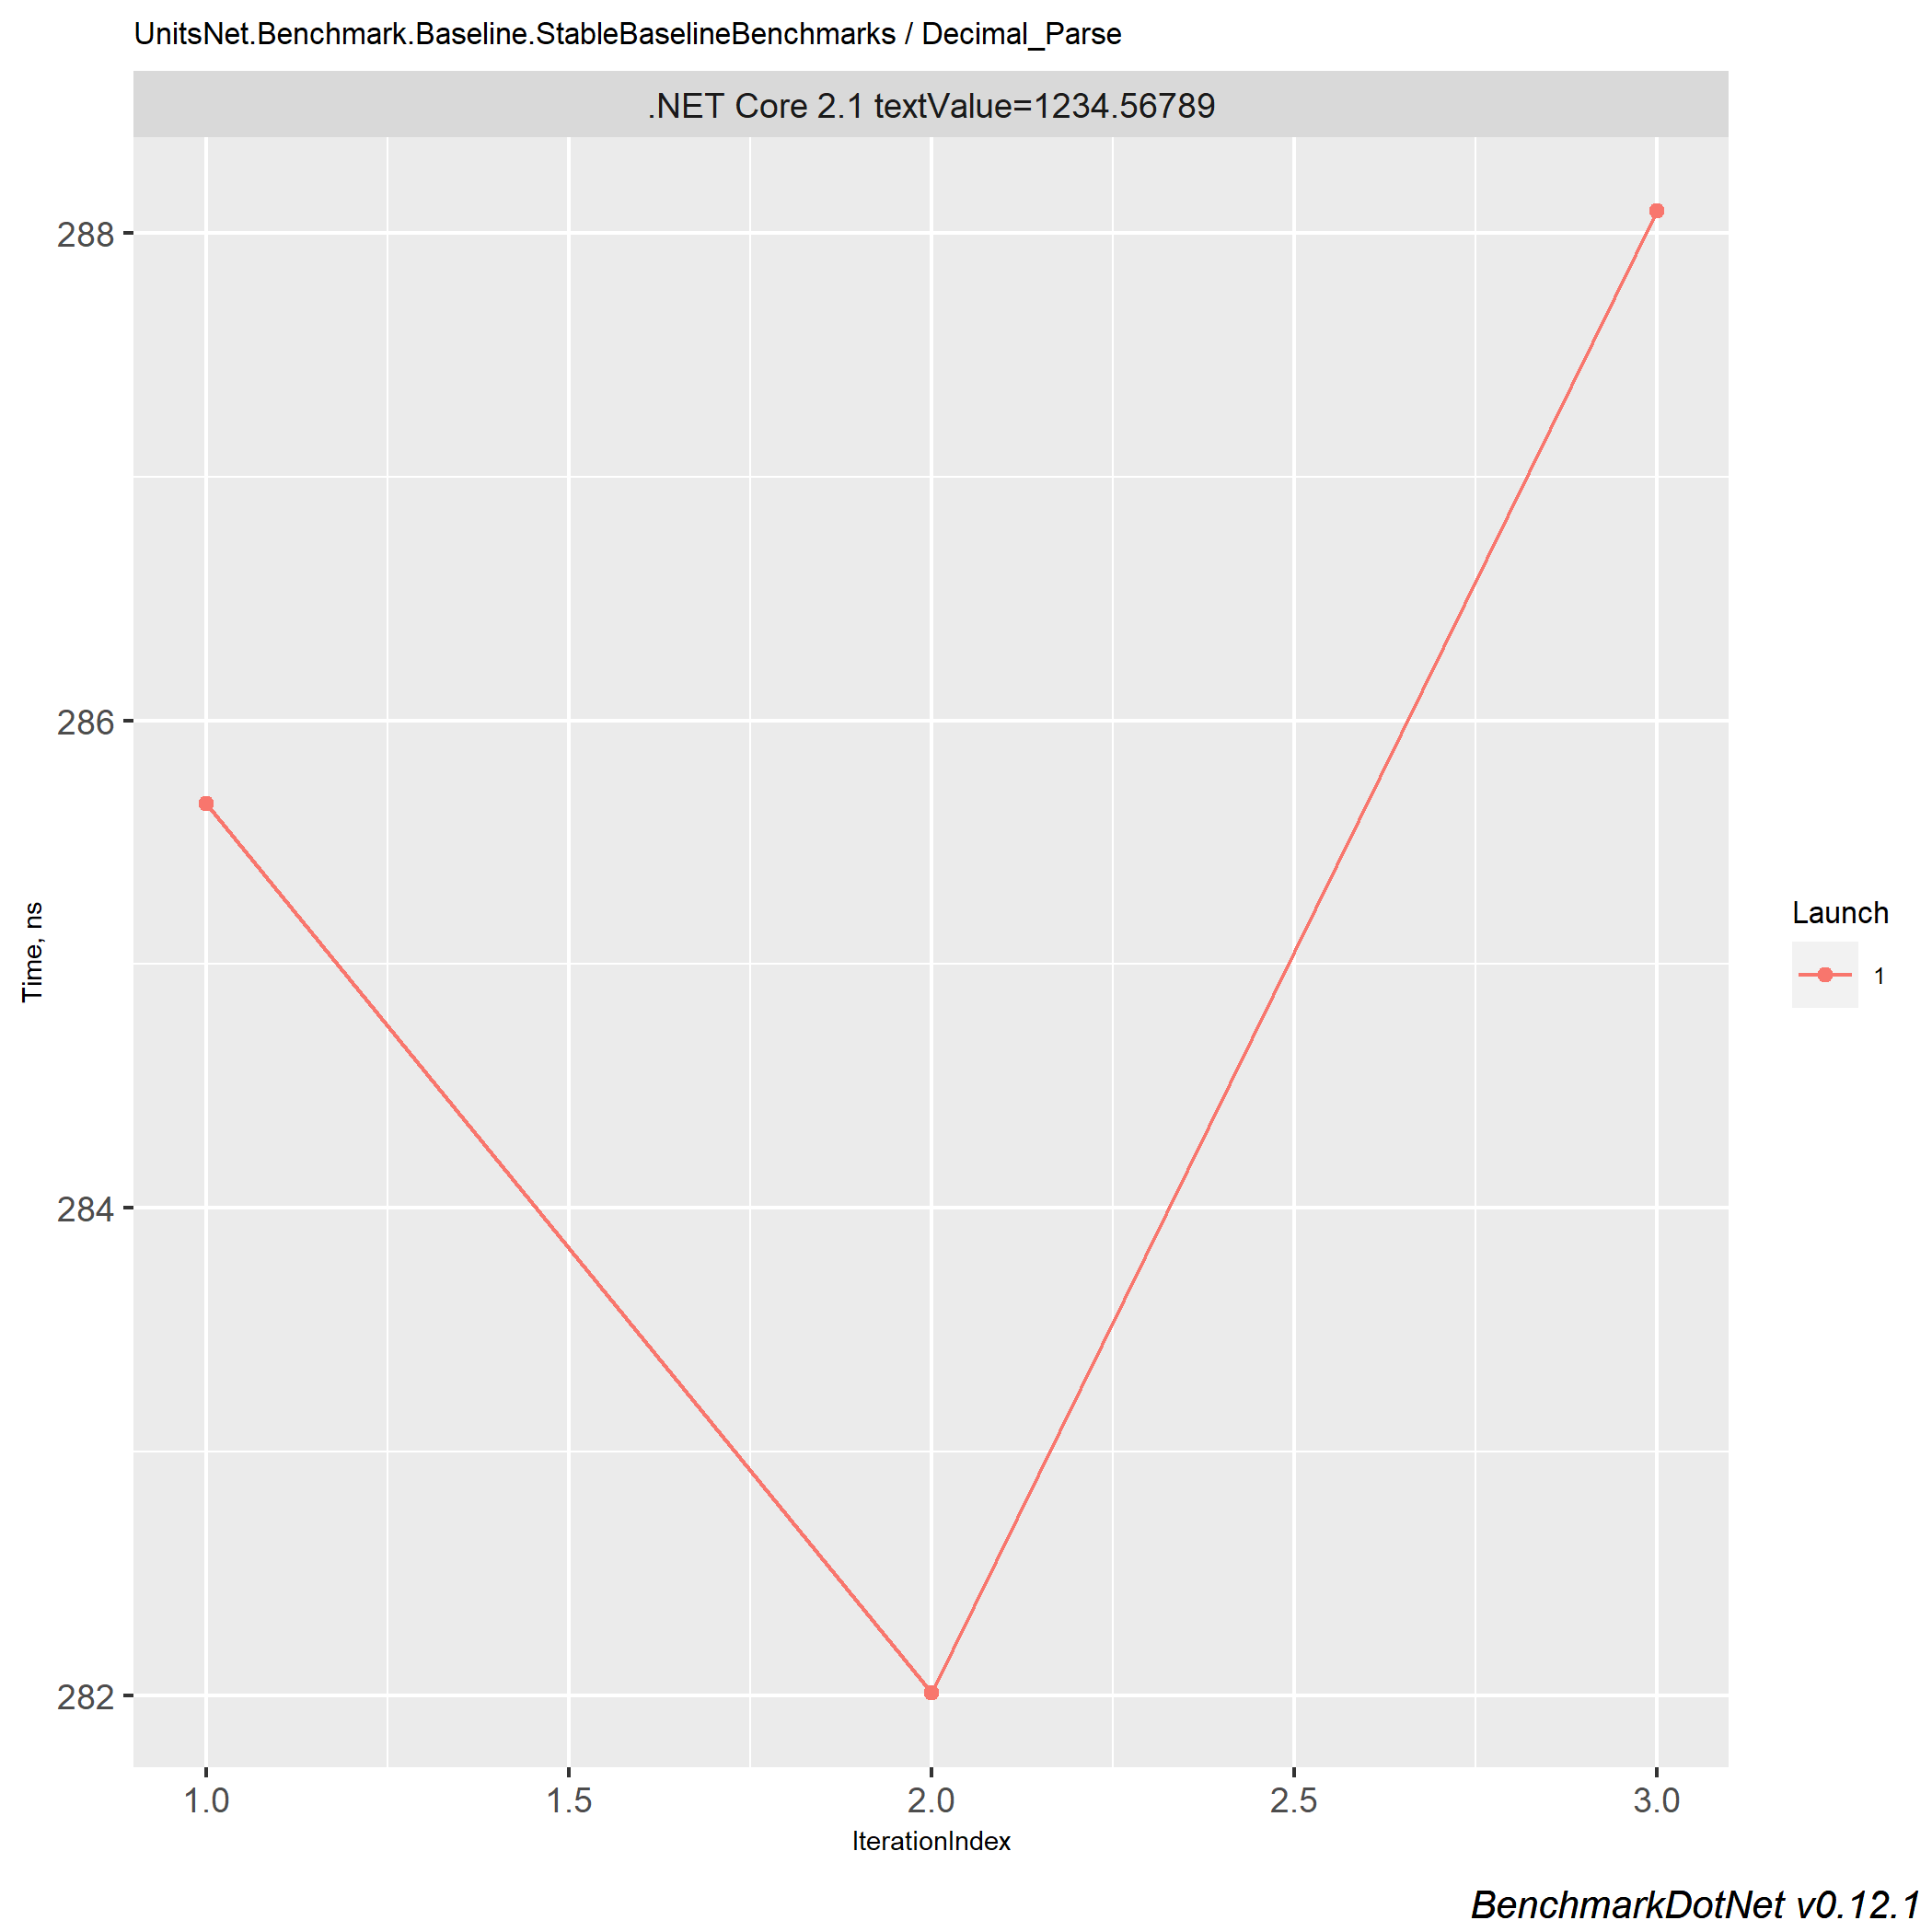 UnitsNet.Benchmark.Baseline.StableBaselineBenchmarks / Decimal_Parse
.NET Core 2.1 textValue=1234.56789
288
286
284
282
Time, ns
1.0 1.5 2.0 2.5 3.0
IterationIndex
Launch
1
BenchmarkDotNet v0.12.1